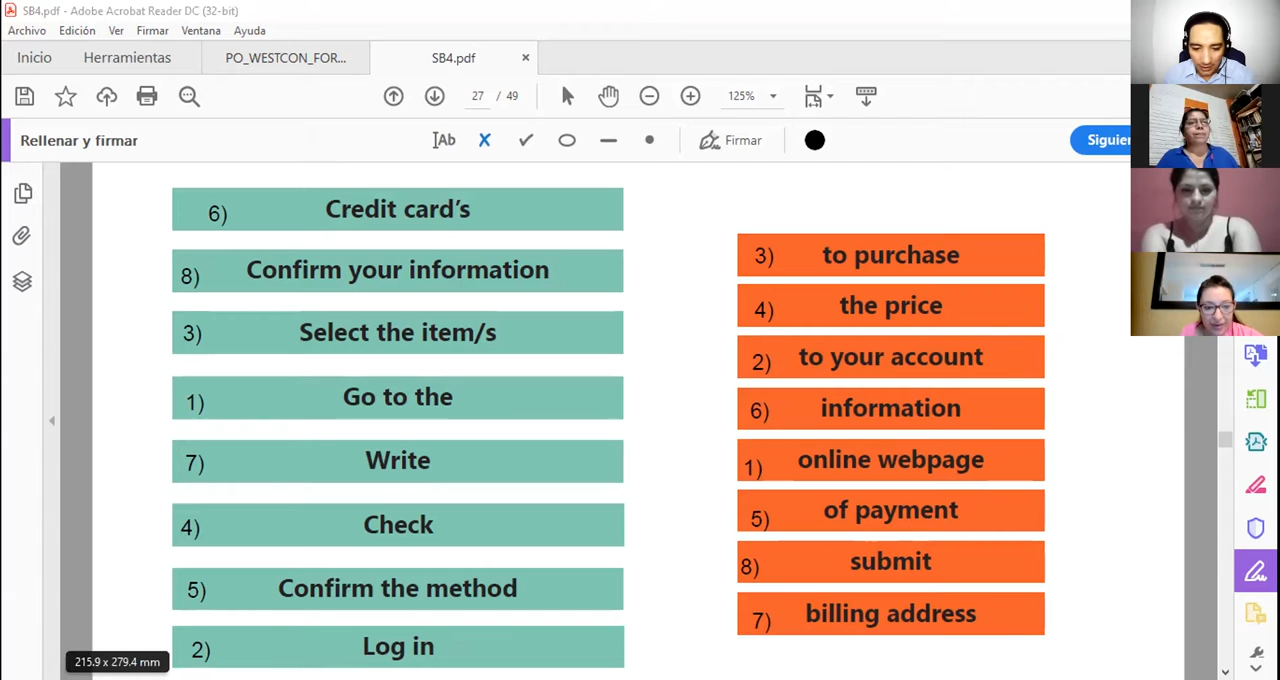 SB4.pdf - Adobe Acrobat Reader DC (32-bit)
Archivo Edición Ver Firmar Ventana Ayuda
Inicio Herramientas PO_WESTCON_FOR... SB4.pdf ×
27 / 49 125%
Rellenar y firmar Ab Firmar Siguien
6) Credit card's
8) Confirm your information
3) Select the item/s
1) Go to the
7) Write
4) Check
5) Confirm the method
2) Log in
3) to purchase
4) the price
2) to your account
6) information
1) online webpage
5) of payment
8) submit
7) billing address
215.9 x 279.4 mm